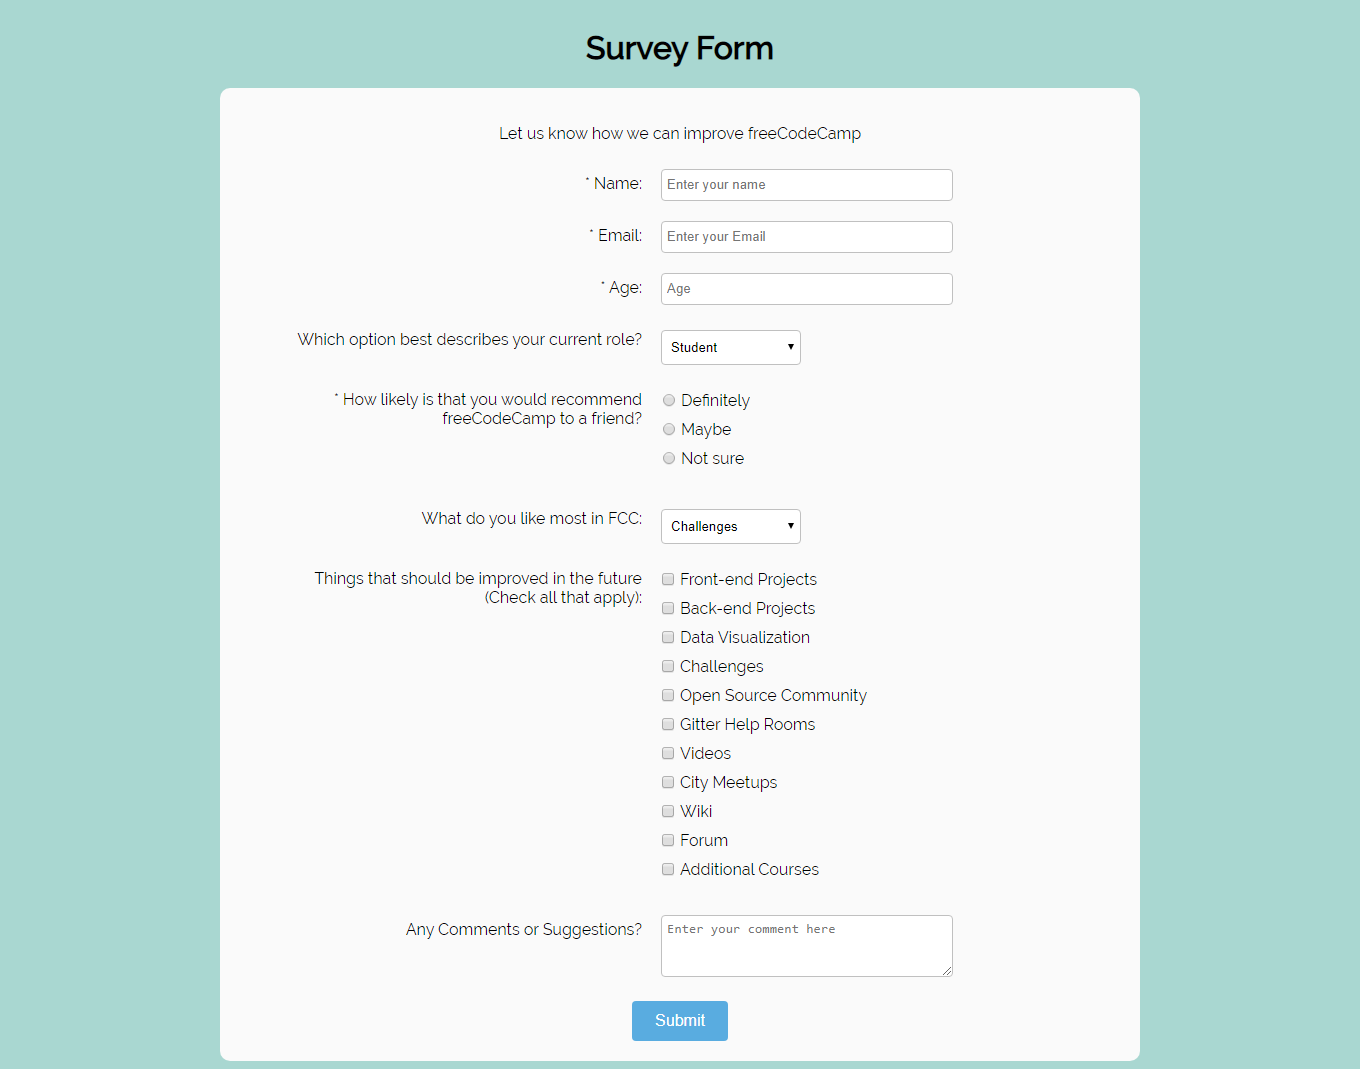 Survey Form
Let us know how we can improve freeCodeCamp
* Name: Enter your name
* Email: Enter your Email
* Age: Age
Which option best describes your current role? Student
* How likely is that you would recommend
freeCodeCamp to a friend?
Definitely
Maybe
Not sure
What do you like most in FCC: Challenges
Things that should be improved in the future
(Check all that apply):
Front-end Projects
Back-end Projects
Data Visualization
Challenges
Open Source Community
Gitter Help Rooms
Videos
City Meetups
Wiki
Forum
Additional Courses
Any Comments or Suggestions? Enter your comment here
Submit